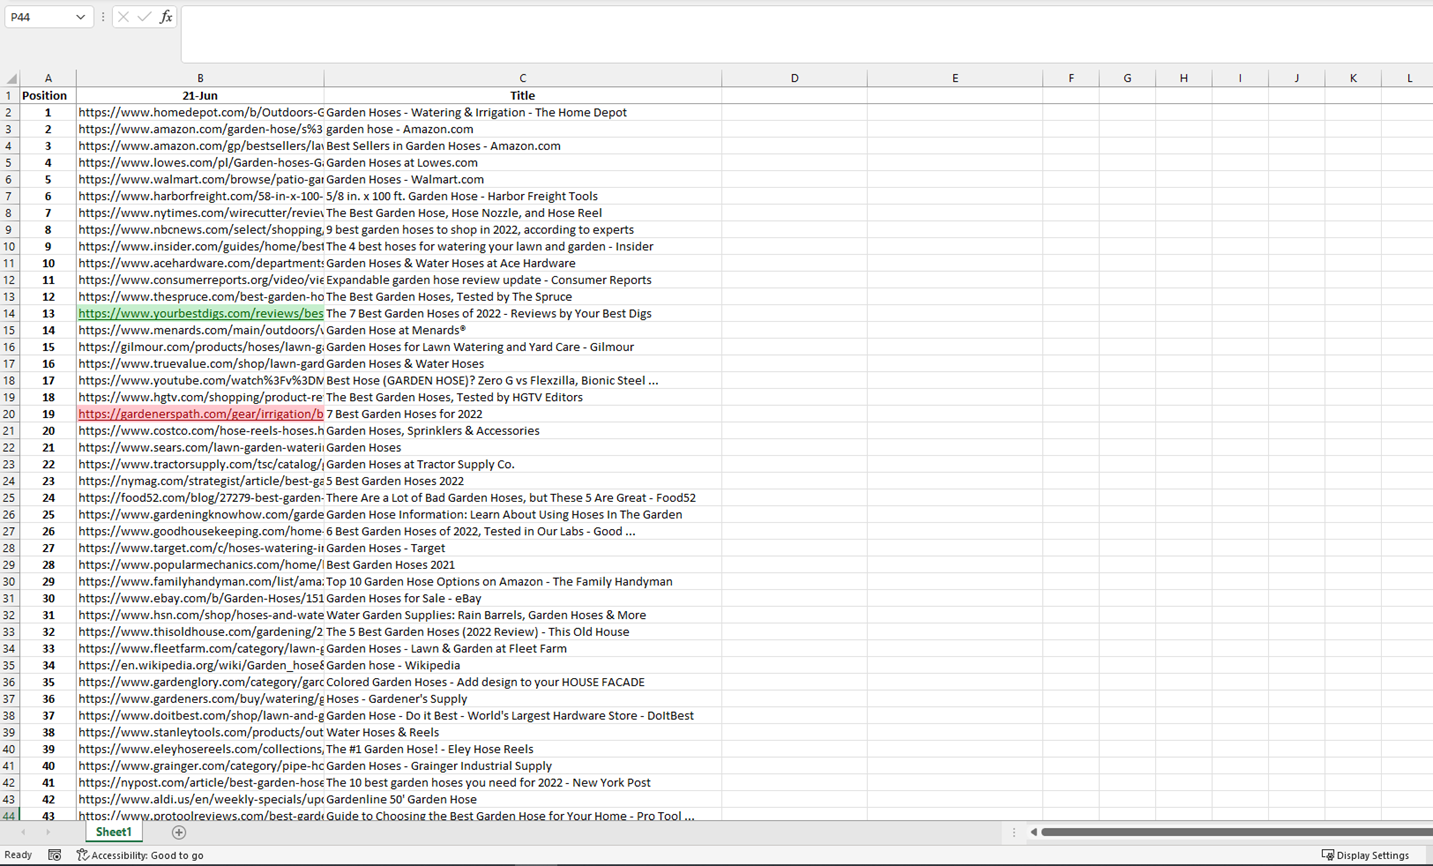 P44 fx
A B C D E F G H I J K L
1 Position 21-Jun Title
2 1 https://www.homedepot.com/b/Outdoors-G Garden Hoses - Watering & Irrigation - The Home Depot
3 2 https://www.amazon.com/garden-hose/s%3 garden hose - Amazon.com
4 3 https://www.amazon.com/gp/bestsellers/lav Best Sellers in Garden Hoses - Amazon.com
5 4 https://www.lowes.com/pl/Garden-hoses-Ga Garden Hoses at Lowes.com
6 5 https://www.walmart.com/browse/patio-gar Garden Hoses - Walmart.com
7 6 https://www.harborfreight.com/58-in-x-100- 5/8 in. x 100 ft. Garden Hose - Harbor Freight Tools
8 7 https://www.nytimes.com/wirecutter/review The Best Garden Hose, Hose Nozzle, and Hose Reel
9 8 https://www.nbcnews.com/select/shopping, 9 best garden hoses to shop in 2022, according to experts
10 9 https://www.insider.com/guides/home/best The 4 best hoses for watering your lawn and garden - Insider
11 10 https://www.acehardware.com/departments Garden Hoses & Water Hoses at Ace Hardware
12 11 https://www.consumerreports.org/video/vie Expandable garden hose review update - Consumer Reports
13 12 https://www.thespruce.com/best-garden-ho The Best Garden Hoses, Tested by The Spruce
14 13 https://www.yourbestdigs.com/reviews/bes The 7 Best Garden Hoses of 2022 - Reviews by Your Best Digs
15 14 https://www.menards.com/main/outdoors/v Garden Hose at Menards®
16 15 https://gilmour.com/products/hoses/lawn-ga Garden Hoses for Lawn Watering and Yard Care - Gilmour
17 16 https://www.truevalue.com/shop/lawn-gard Garden Hoses & Water Hoses
18 17 https://www.youtube.com/watch%3Fv%3DM Best Hose (GARDEN HOSE)? Zero G vs Flexzilla, Bionic Steel ...
19 18 https://www.hgtv.com/shopping/product-re The Best Garden Hoses, Tested by HGTV Editors
20 19 https://gardenerspath.com/gear/irrigation/b 7 Best Garden Hoses for 2022
21 20 https://www.costco.com/hose-reels-hoses.h Garden Hoses, Sprinklers & Accessories
22 21 https://www.sears.com/lawn-garden-waterin Garden Hoses
23 22 https://www.tractorsupply.com/tsc/catalog/g Garden Hoses at Tractor Supply Co.
24 23 https://nymag.com/strategist/article/best-ga 5 Best Garden Hoses 2022
25 24 https://food52.com/blog/27279-best-garden- There Are a Lot of Bad Garden Hoses, but These 5 Are Great - Food52
26 25 https://www.gardeningknowhow.com/garde Garden Hose Information: Learn About Using Hoses In The Garden
27 26 https://www.goodhousekeeping.com/home- 6 Best Garden Hoses of 2022, Tested in Our Labs - Good ...
28 27 https://www.target.com/c/hoses-watering-ir Garden Hoses - Target
29 28 https://www.popularmechanics.com/home/l Best Garden Hoses 2021
30 29 https://www.familyhandyman.com/list/amaz Top 10 Garden Hose Options on Amazon - The Family Handyman
31 30 https://www.ebay.com/b/Garden-Hoses/151 Garden Hoses for Sale - eBay
32 31 https://www.hsn.com/shop/hoses-and-wate Water Garden Supplies: Rain Barrels, Garden Hoses & More
33 32 https://www.thisoldhouse.com/gardening/2 The 5 Best Garden Hoses (2022 Review) - This Old House
34 33 https://www.fleetfarm.com/category/lawn-g Garden Hoses - Lawn & Garden at Fleet Farm
35 34 https://en.wikipedia.org/wiki/Garden_hose Garden hose - Wikipedia
36 35 https://www.gardenglory.com/category/gard Colored Garden Hoses - Add design to your HOUSE FACADE
37 36 https://www.gardeners.com/buy/watering/g Hoses - Gardener's Supply
38 37 https://www.doitbest.com/shop/lawn-and-g Garden Hose - Do it Best - World's Largest Hardware Store - DoItBest
39 38 https://www.stanleytools.com/products/out Water Hoses & Reels
40 39 https://www.eleyhosereels.com/collections, The #1 Garden Hose! - Eley Hose Reels
41 40 https://www.grainger.com/category/pipe-ho Garden Hoses - Grainger Industrial Supply
42 41 https://nypost.com/article/best-garden-hose The 10 best garden hoses you need for 2022 - New York Post
43 42 https://www.aldi.us/en/weekly-specials/upc Gardenline 50' Garden Hose
44 43 https://www.protoolreviews.com/best-garde Guide to Choosing the Best Garden Hose for Your Home - Pro Tool ...
Sheet1
Ready Accessibility: Good to go Display Settings